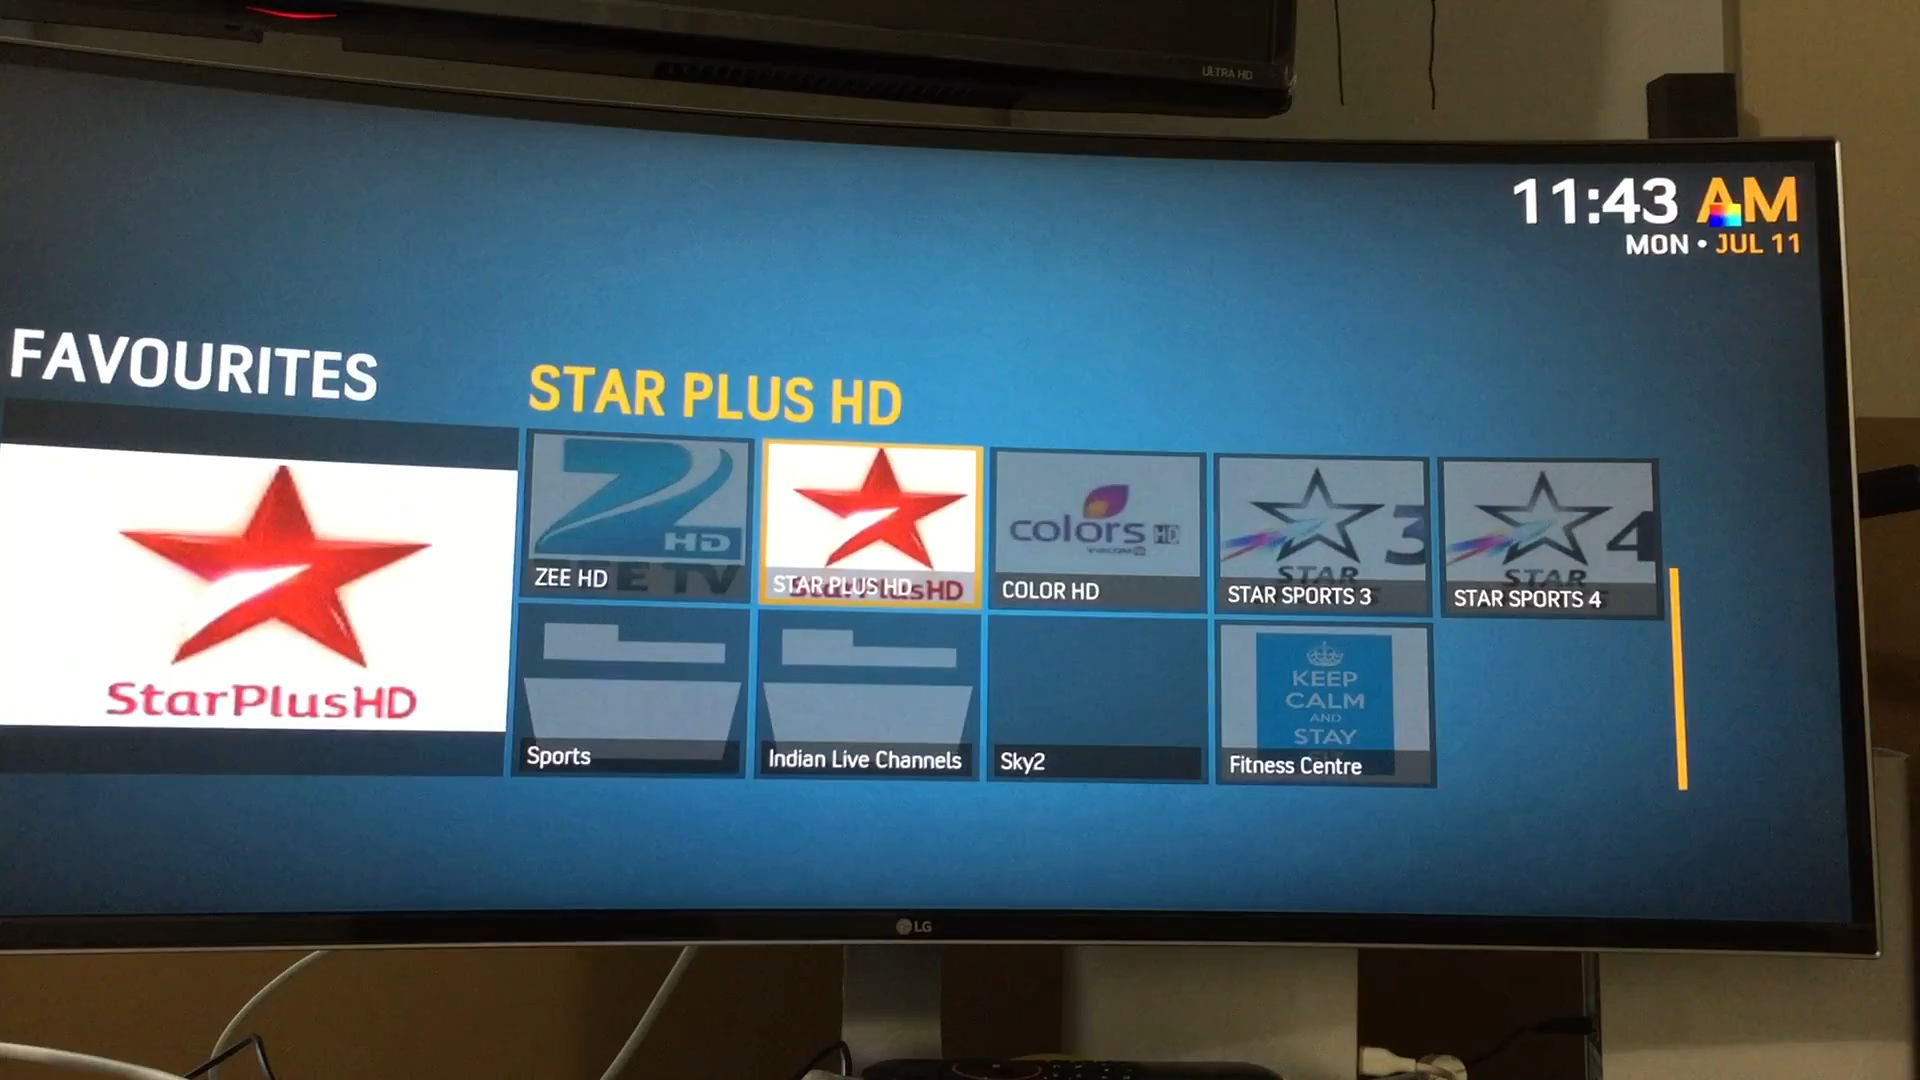 ULTRA HD
11:43 AM
MON • JUL 11
FAVOURITES
STAR PLUS HD
StarPlusHD
HD
ZEE HD
STAR PLUS HD
colors HD
COLOR HD
3
STAR
STAR SPORTS 3
4
STAR
STAR SPORTS 4
Sports
Indian Live Channels
Sky2
KEEP
CALM
AND
STAY
Fitness Centre
LG